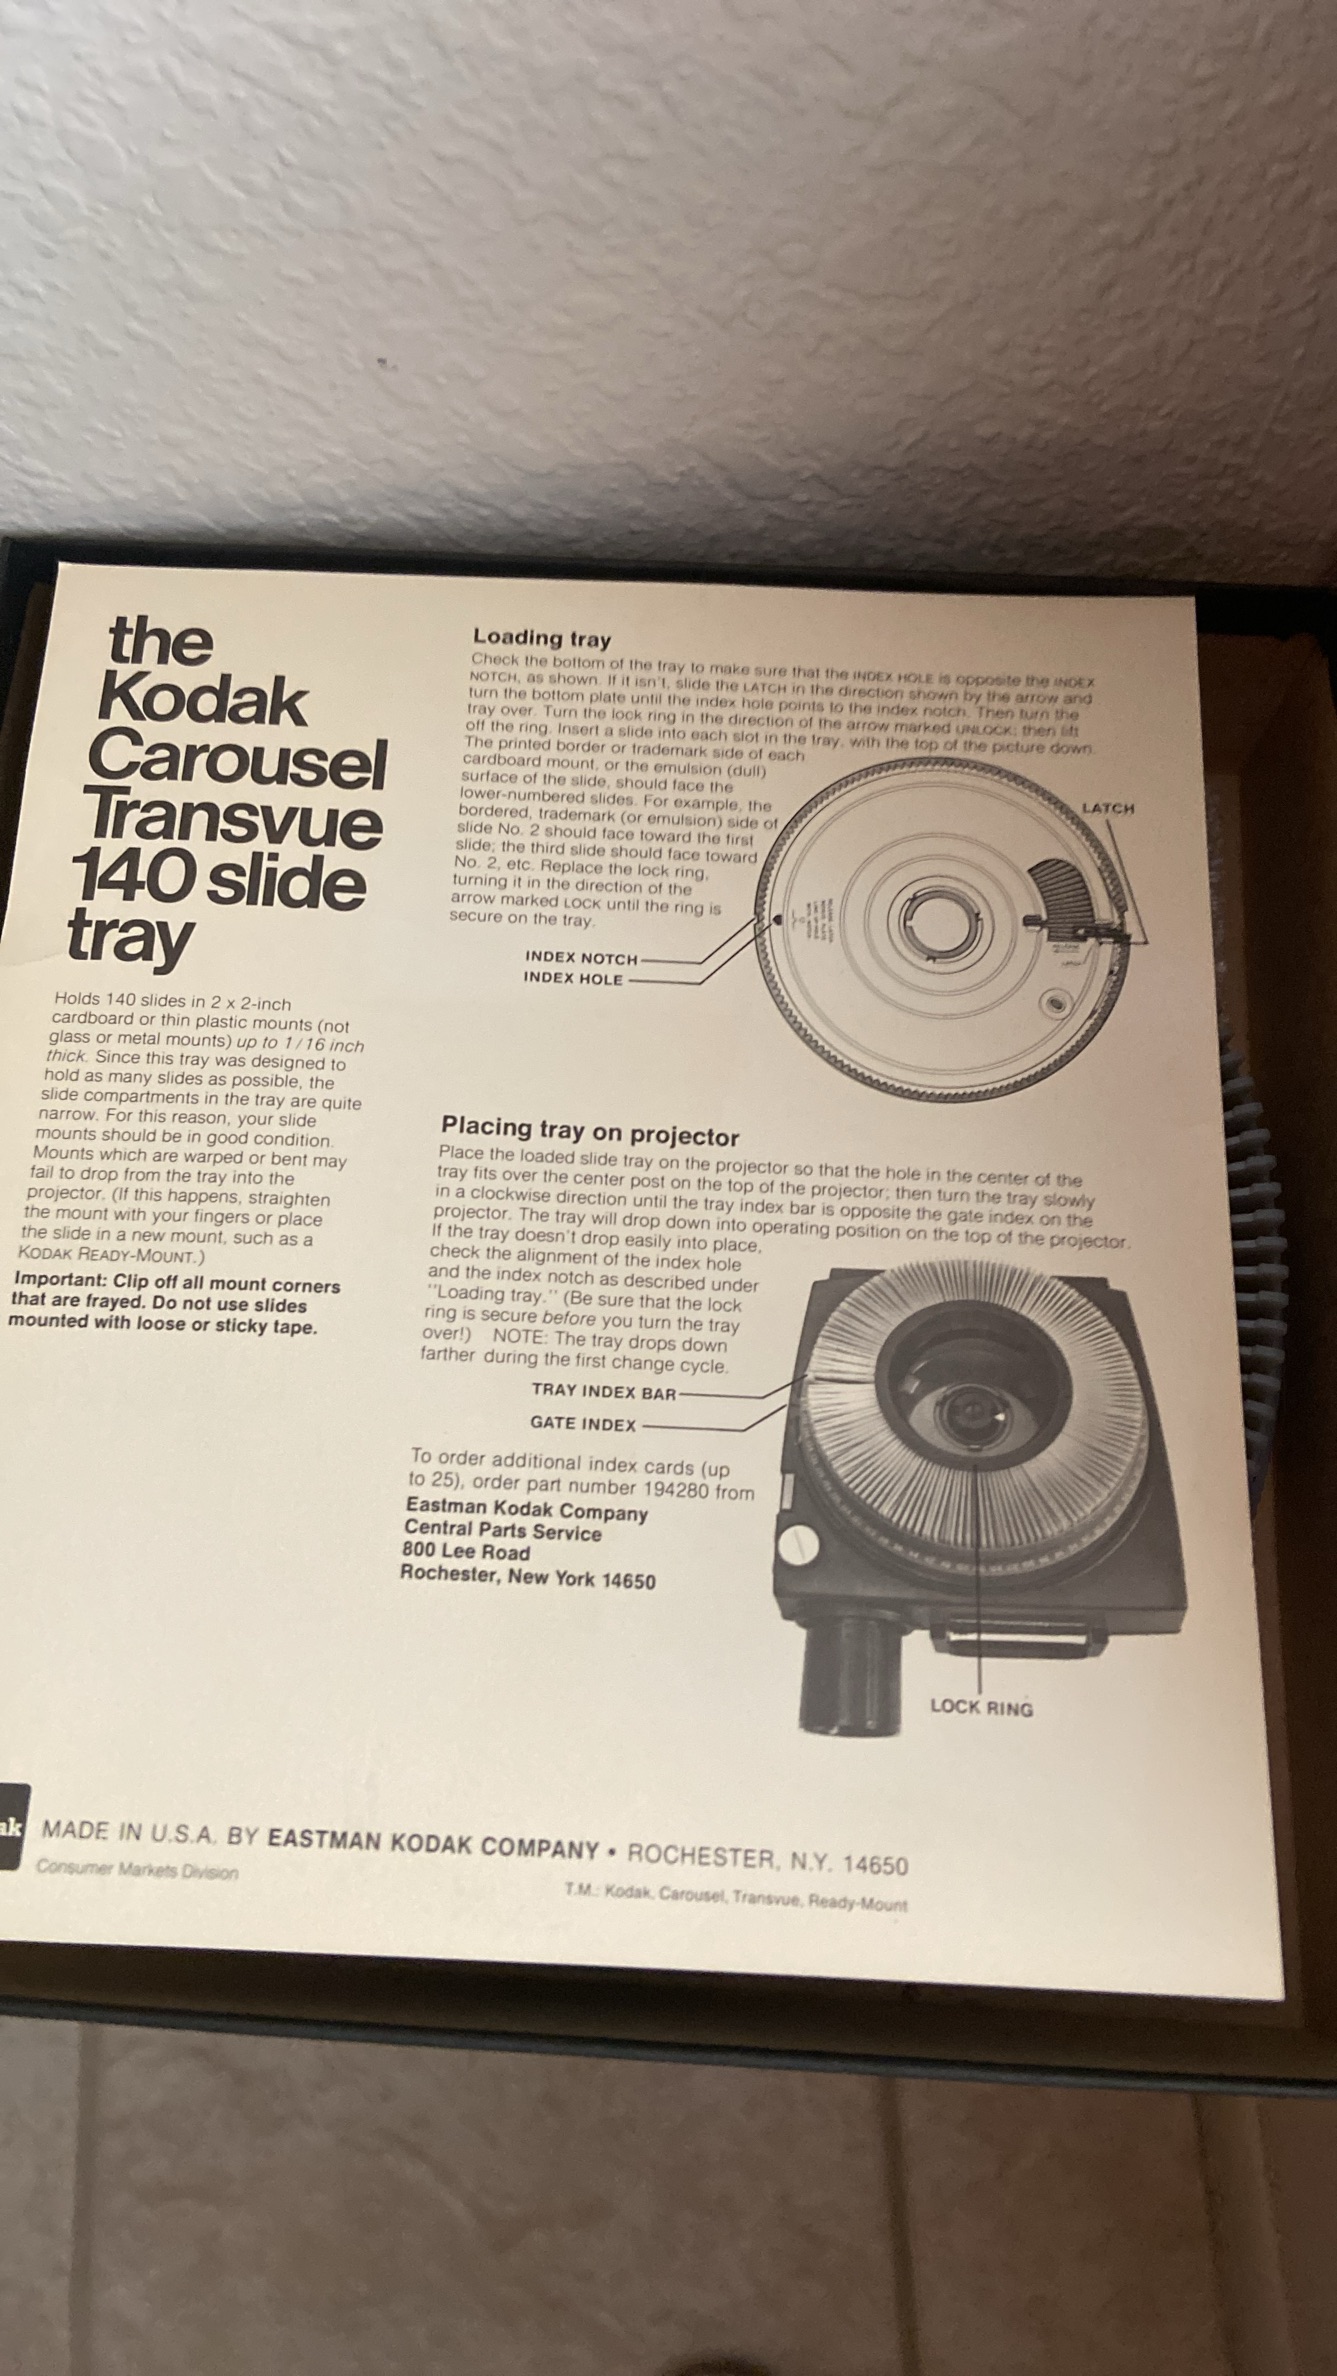 the
Kodak
Carousel
Transvue
140 slide
tray
Holds 140 slides in 2 x 2-inch
cardboard or thin plastic mounts (not
glass or metal mounts) up to 1/16 inch
thick. Since this tray was designed to
hold as many slides as possible, the
slide compartments in the tray are quite
narrow. For this reason, your slide
mounts should be in good condition.
Mounts which are warped or bent may
fail to drop from the tray into the
projector. (If this happens, straighten
the mount with your fingers or place
the slide in a new mount, such as a
KODAK READY-MOUNT.)
Important: Clip off all mount corners
that are frayed. Do not use slides
mounted with loose or sticky tape.
Loading tray
Check the bottom of the tray to make sure that the INDEX HOLE is opposite the INDEX
NOTCH, as shown. If it isn't, slide the LATCH in the direction shown by the arrow and
turn the bottom plate until the index hole points to the index notch. Then turn the
tray over. Turn the lock ring in the direction of the arrow marked UNLOCK; then lift
off the ring. Insert a slide into each slot in the tray, with the top of the picture down.
The printed border or trademark side of each
cardboard mount, or the emulsion (dull)
surface of the slide, should face the
lower-numbered slides. For example, the
bordered, trademark (or emulsion) side of
slide No. 2 should face toward the first
slide; the third slide should face toward
No. 2, etc. Replace the lock ring,
turning it in the direction of the
arrow marked LOCK until the ring is
secure on the tray.
LATCH
INDEX NOTCH
INDEX HOLE
Placing tray on projector
Place the loaded slide tray on the projector so that the hole in the center of the
tray fits over the center post on the top of the projector; then turn the tray slowly
in a clockwise direction until the tray index bar is opposite the gate index on the
projector. The tray will drop down into operating position on the top of the projector.
If the tray doesn't drop easily into place,
check the alignment of the index hole
and the index notch as described under
"Loading tray." (Be sure that the lock
ring is secure before you turn the tray
over!) NOTE: The tray drops down
farther during the first change cycle.
TRAY INDEX BAR
GATE INDEX
To order additional index cards (up
to 25), order part number 194280 from
Eastman Kodak Company
Central Parts Service
800 Lee Road
Rochester, New York 14650
LOCK RING
ak
MADE IN U.S.A. BY EASTMAN KODAK COMPANY • ROCHESTER, N.Y. 14650
Consumer Markets Division
T.M.: Kodak, Carousel, Transvue, Ready-Mount